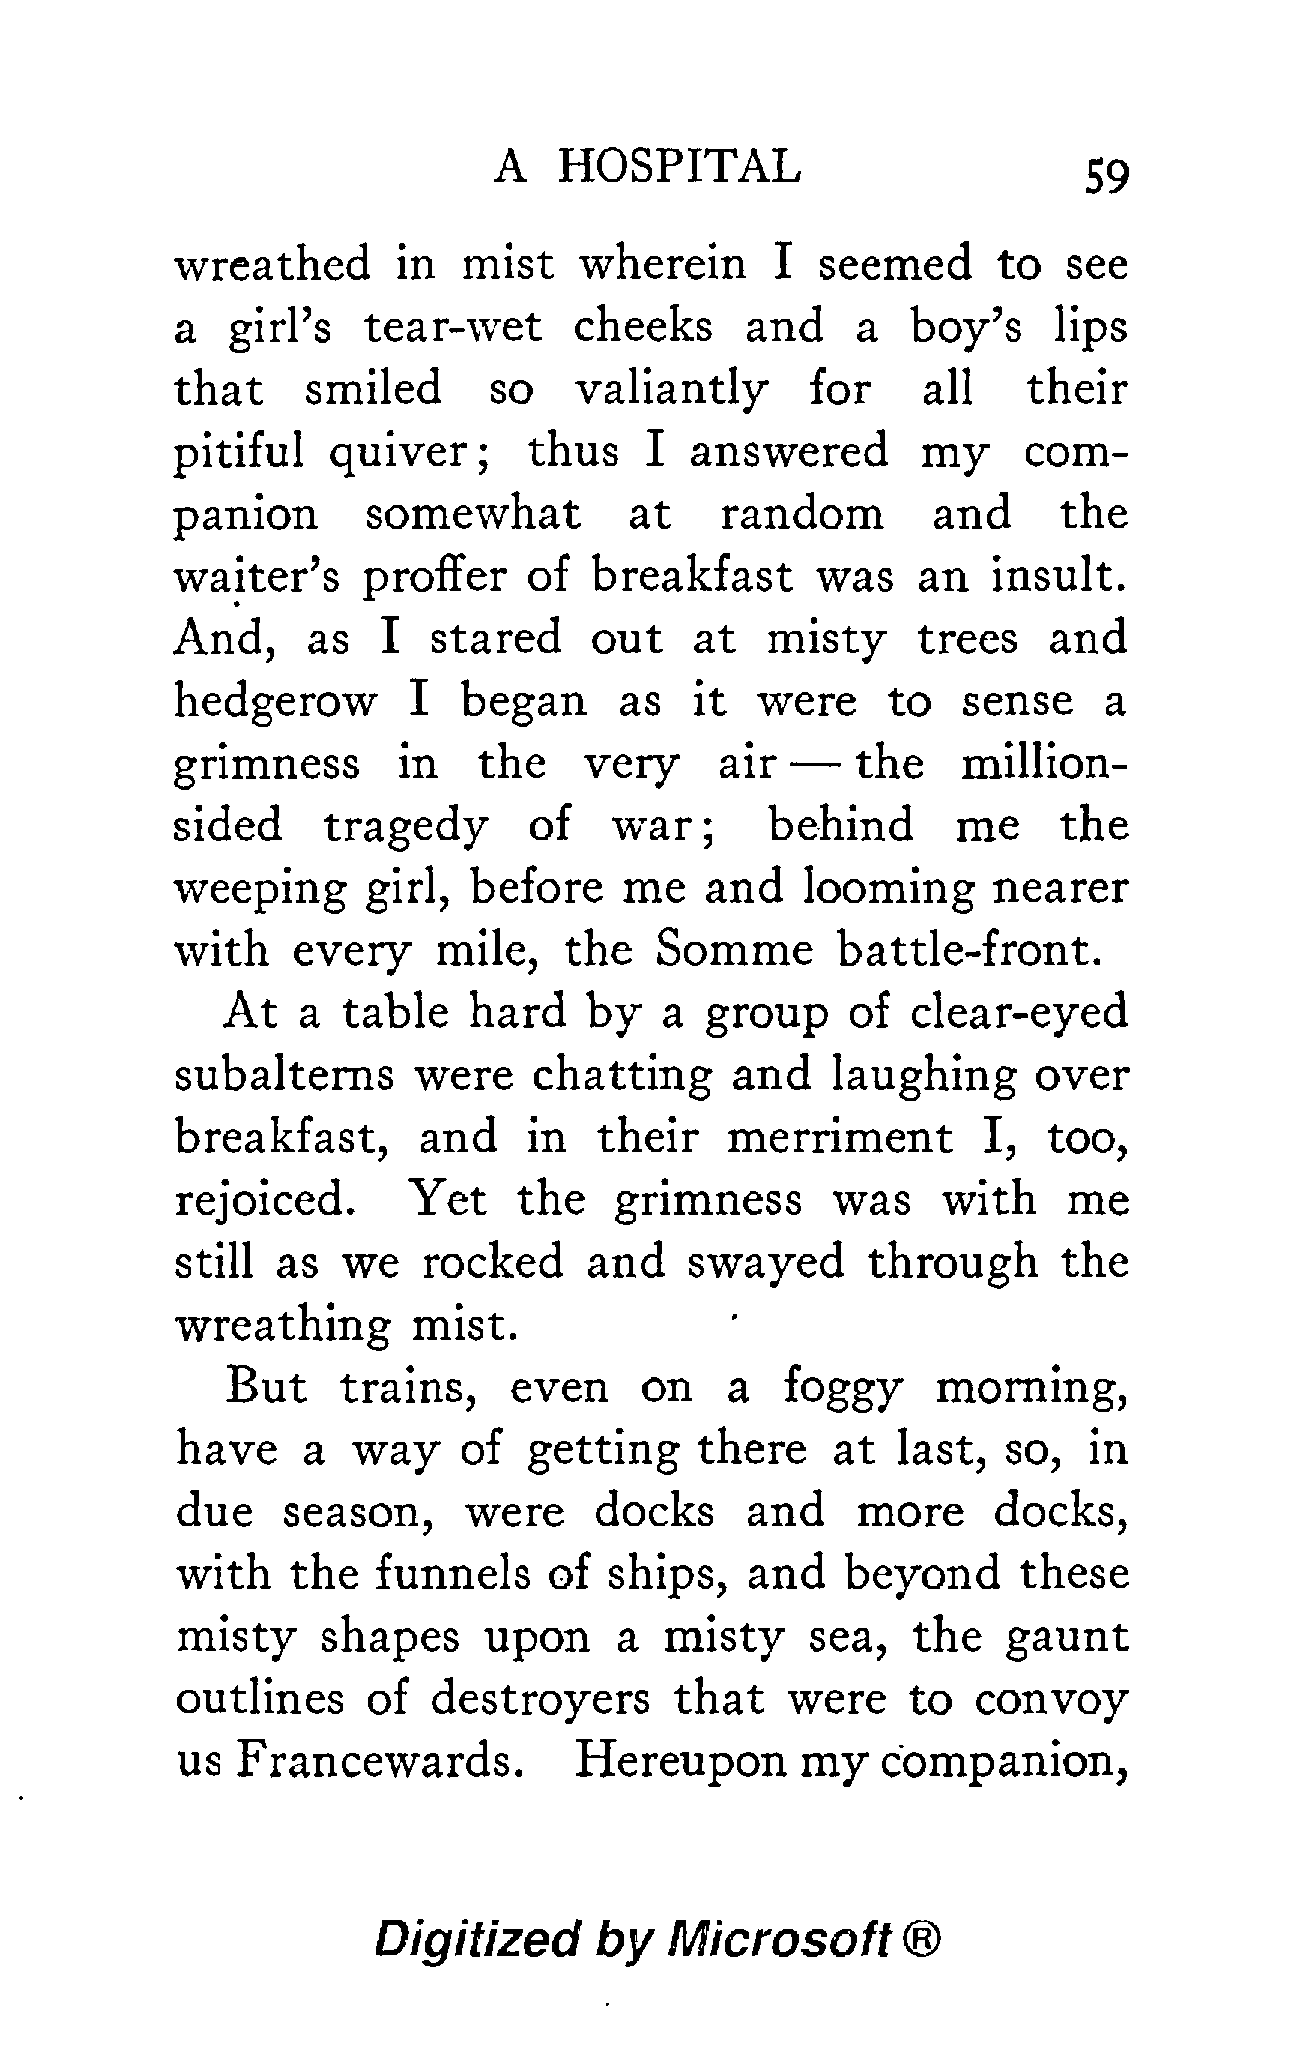 A HOSPITAL 59
wreathed in mist wherein I seemed to see
a girl's tear-wet cheeks and a boy's lips
that smiled so valiantly for all their
pitiful quiver; thus I answered my com-
panion somewhat at random and the
waiter's proffer of breakfast was an insult.
And, as I stared out at misty trees and
hedgerow I began as it were to sense a
grimness in the very air — the million-
sided tragedy of war; behind me the
weeping girl, before me and looming nearer
with every mile, the Somme battle-front.
At a table hard by a group of clear-eyed
subalterns were chatting and laughing over
breakfast, and in their merriment I, too,
rejoiced. Yet the grimness was with me
still as we rocked and swayed through the
wreathing mist.
But trains, even on a foggy morning,
have a way of getting there at last, so, in
due season, were docks and more docks,
with the funnels of ships, and beyond these
misty shapes upon a misty sea, the gaunt
outlines of destroyers that were to convoy
us Francewards. Hereupon my companion,
Digitized by Microsoft ®